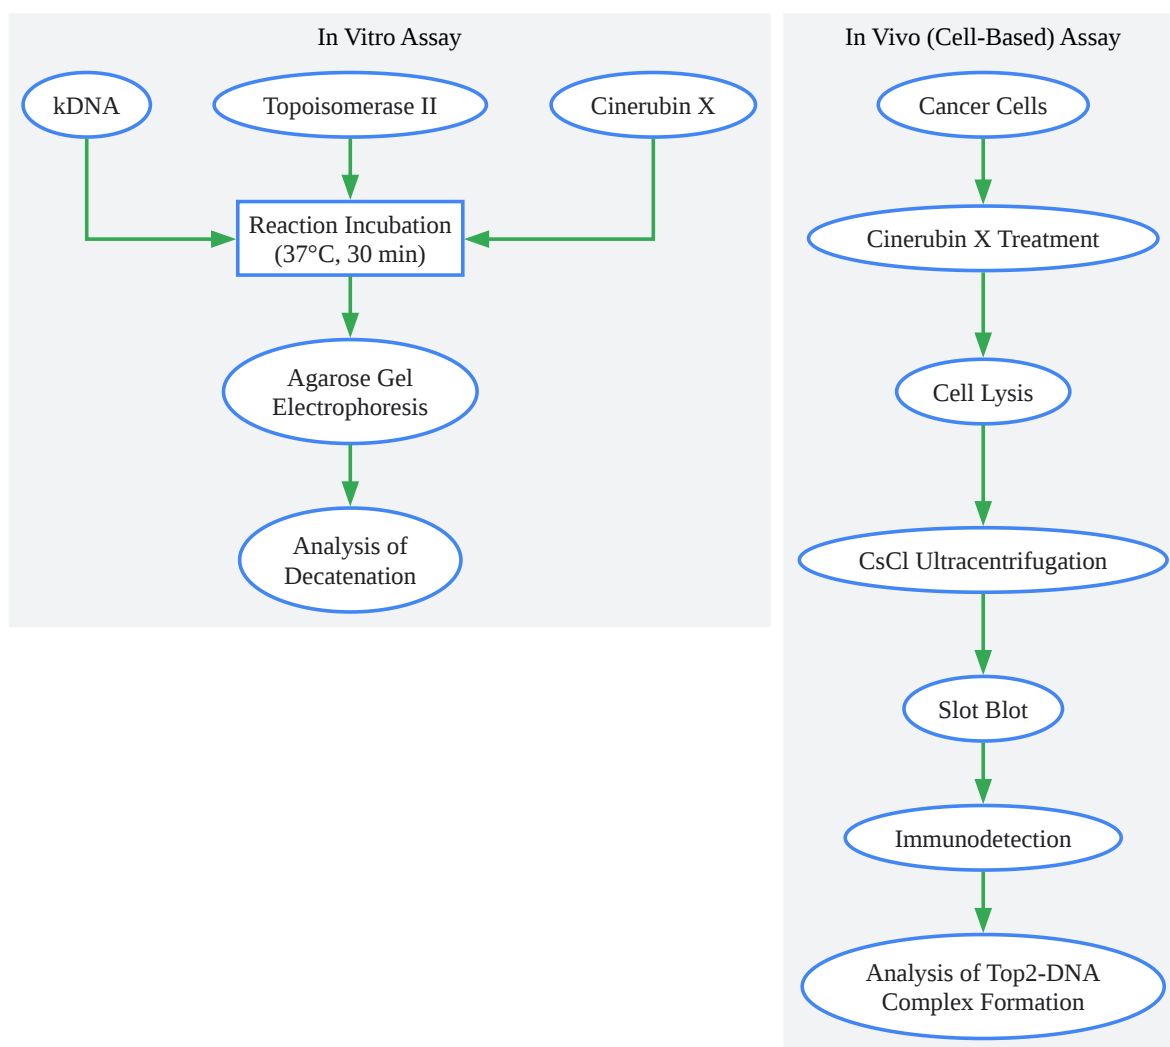 In Vitro Assay
kDNA
Topoisomerase II
Cinerubin X
Reaction Incubation
(37°C, 30 min)
Agarose Gel
Electrophoresis
Analysis of
Decatenation
In Vivo (Cell-Based) Assay
Cancer Cells
Cinerubin X Treatment
Cell Lysis
CsCl Ultracentrifugation
Slot Blot
Immunodetection
Analysis of Top2-DNA
Complex Formation